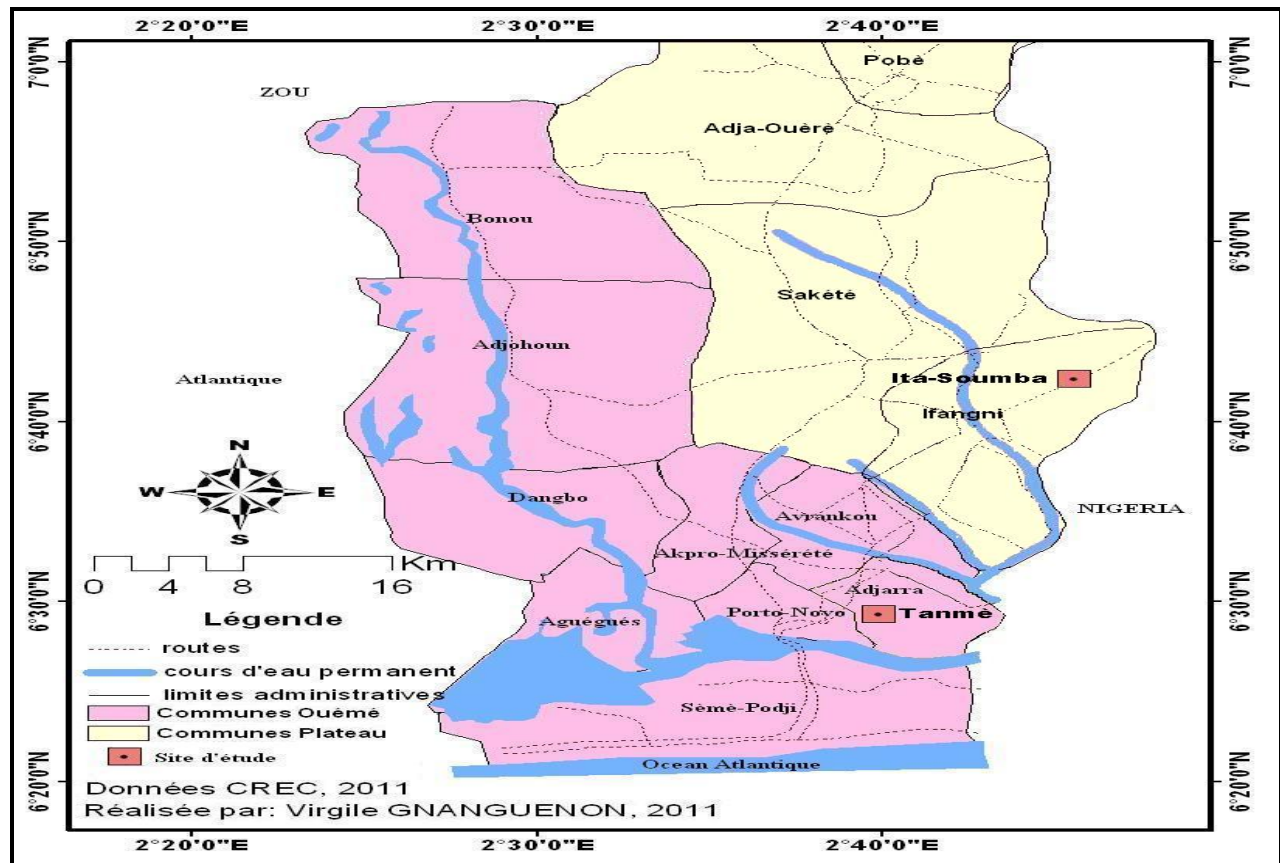 2°20'0"E 2°30'0"E 2°40'0"E
7°0'0"N
7°0'0"N
Pobè
ZOU
Adja-Ouèrè
Bonou
6°50'0"N
6°50'0"N
Sakété
Adjohoun
Atlantique
Ita-Soumba
Ifangni
6°40'0"N
6°40'0"N
N
W E
S
Dangbo
NIGERIA
Avrankou
Akpro-Missérété
0 4 8 16 Km
Adjarra
6°30'0"N
6°30'0"N
Légende
Aguégués
Porto-Novo
Tanmè
routes
cours d'eau permanent
limites administratives
Communes Ouémé
Communes Plateau
Site d'étude
Sèmè-Podji
Ocean Atlantique
6°20'0"N
6°20'0"N
Données CREC, 2011
Réalisée par: Virgile GNANGUENON, 2011
2°20'0"E 2°30'0"E 2°40'0"E